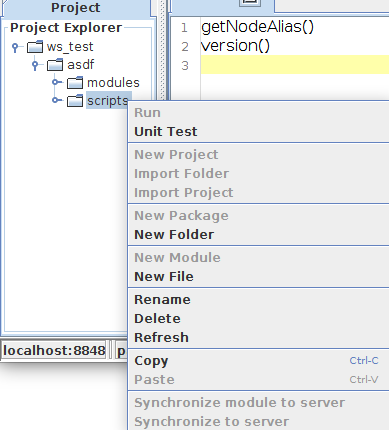 Project
Project Explorer
ws_test
asdf
modules
scripts
1 getNodeAlias()
2 version()
3
Run
Unit Test
New Project
Import Folder
Import Project
New Package
New Folder
New Module
New File
Rename
Delete
Refresh
Copy Ctrl-C
Paste Ctrl-V
Synchronize module to server
Synchronize to server
localhost:8848